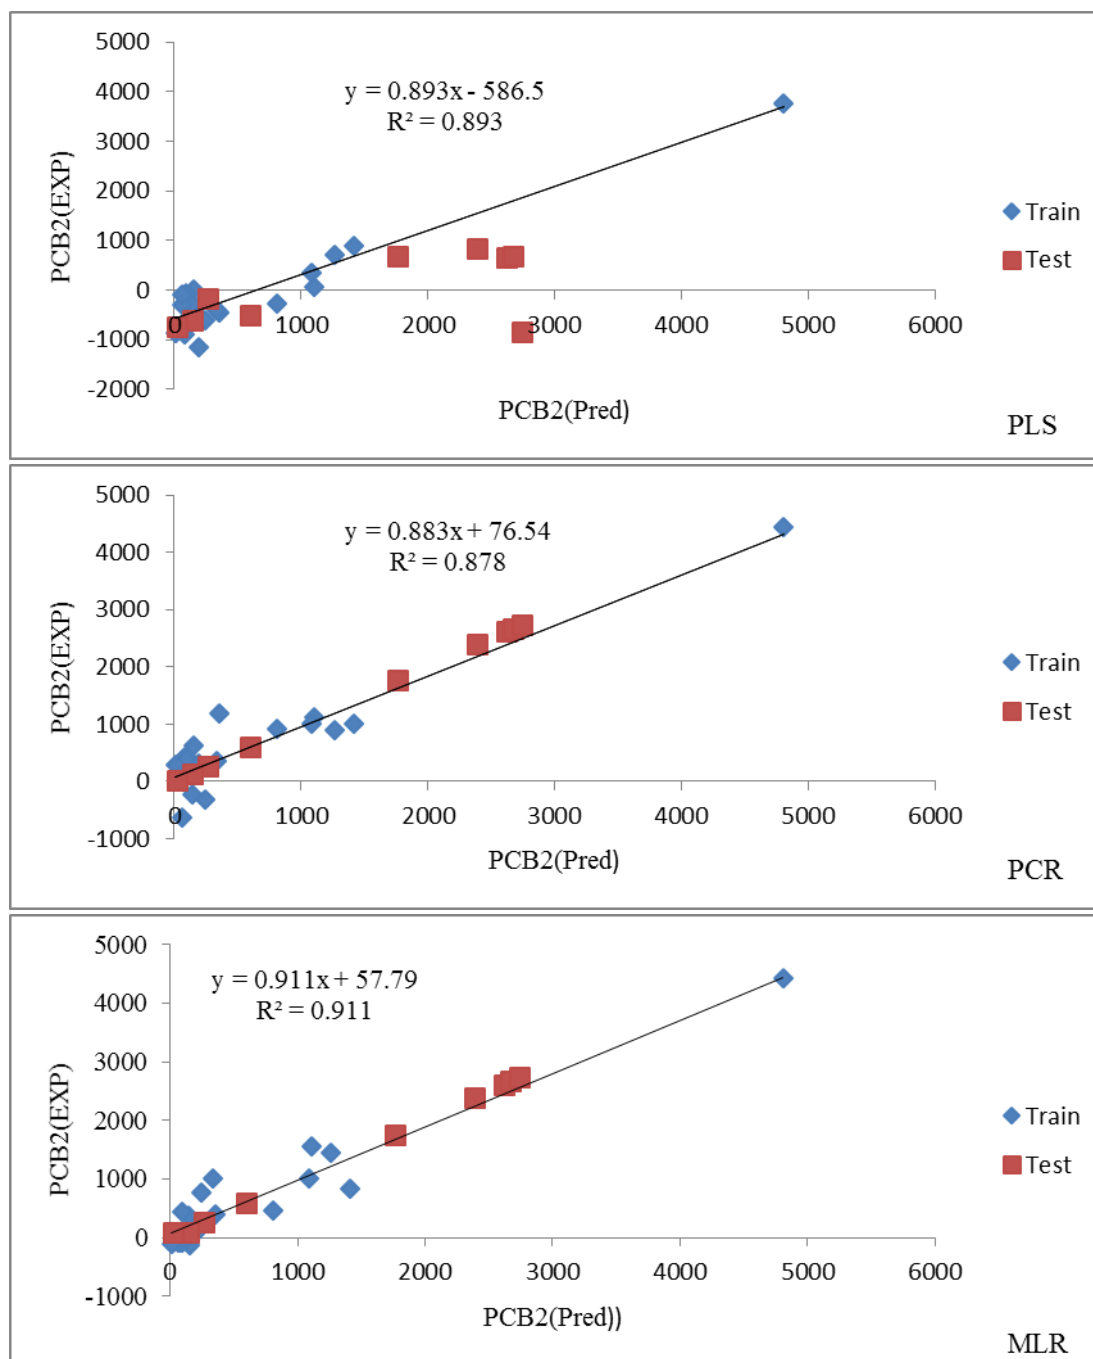 5000
4000
3000
2000
1000
0
-1000
-2000
0 1000 2000 3000 4000 5000 6000
y = 0.893x - 586.5
R² = 0.893
PCB2(EXP)
PCB2(Pred)
Train
Test
PLS
5000
4000
3000
2000
1000
0
-1000
0 1000 2000 3000 4000 5000 6000
y = 0.883x + 76.54
R² = 0.878
PCB2(EXP)
PCB2(Pred)
Train
Test
PCR
5000
4000
3000
2000
1000
0
-1000
0 1000 2000 3000 4000 5000 6000
y = 0.911x + 57.79
R² = 0.911
PCB2(EXP)
PCB2(Pred))
Train
Test
MLR